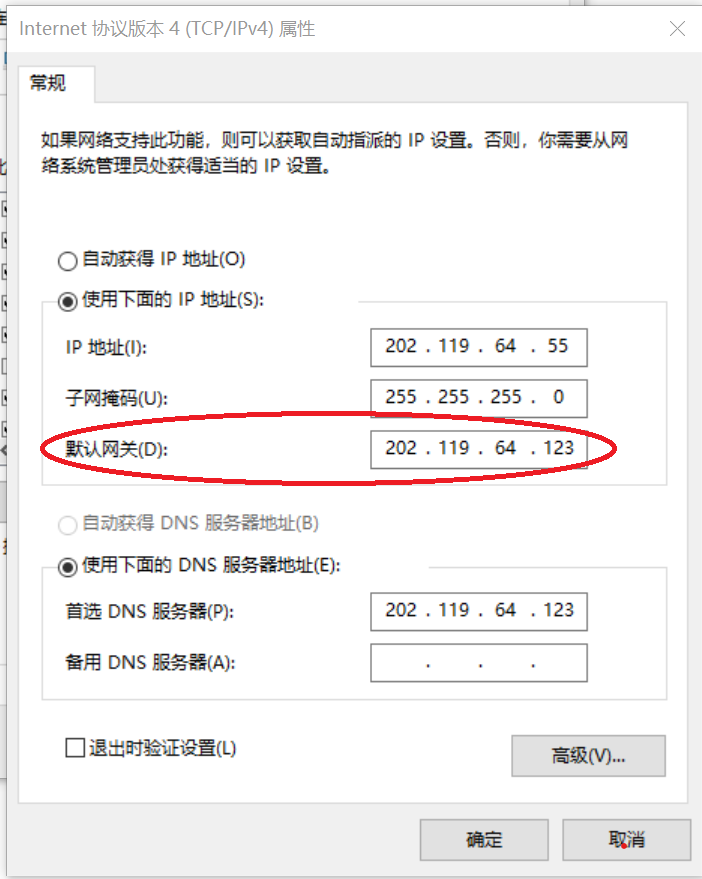 Internet 协议版本 4 (TCP/IPv4) 属性
常规
如果网络支持此功能，则可以获取自动指派的 IP 设置。否则，你需要从网
络系统管理员处获得适当的 IP 设置。
自动获得 IP 地址(O)
使用下面的 IP 地址(S):
IP 地址(I): 202 . 119 . 64 . 55
子网掩码(U): 255 . 255 . 255 . 0
默认网关(D): 202 . 119 . 64 . 123
自动获得 DNS 服务器地址(B)
使用下面的 DNS 服务器地址(E):
首选 DNS 服务器(P): 202 . 119 . 64 . 123
备用 DNS 服务器(A): . . .
退出时验证设置(L)
高级(V)...
确定 取消